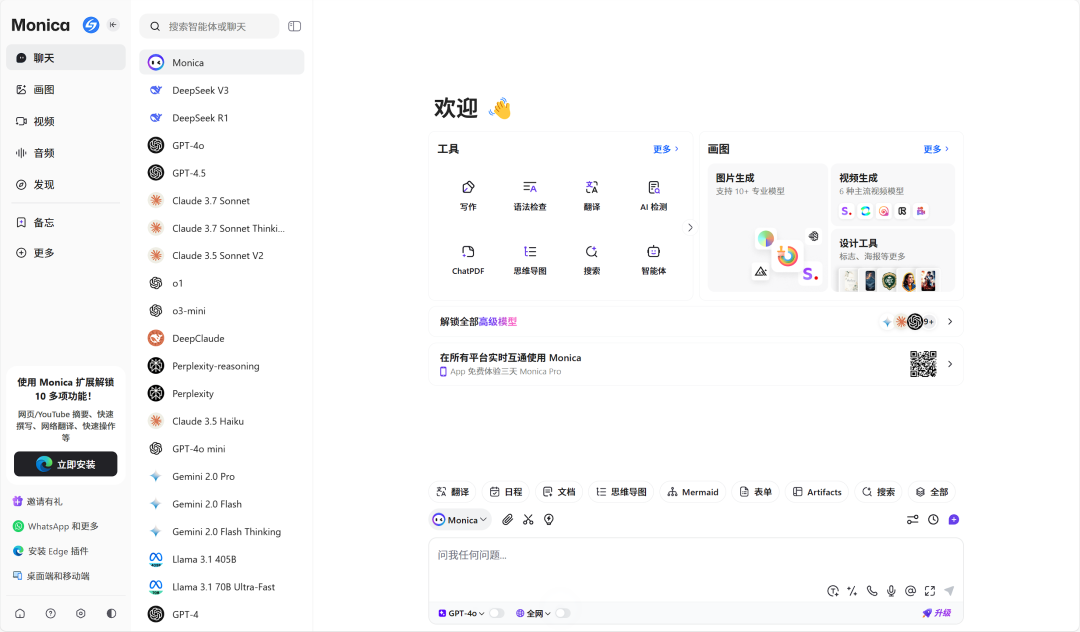 Monica
聊天
画图
视频
音频
发现
备忘
更多
使用 Monica 扩展解锁
10 多项功能！
网页/YouTube 摘要、快速
撰写、网络翻译、快速操作
等
立即安装
邀请有礼
WhatsApp 和更多
安装 Edge 插件
桌面端和移动端
搜索智能体或聊天
Monica
DeepSeek V3
DeepSeek R1
GPT-4o
GPT-4.5
Claude 3.7 Sonnet
Claude 3.7 Sonnet Thinki...
Claude 3.5 Sonnet V2
o1
o3-mini
DeepClaude
Perplexity-reasoning
Perplexity
Claude 3.5 Haiku
GPT-4o mini
Gemini 2.0 Pro
Gemini 2.0 Flash
Gemini 2.0 Flash Thinking
Llama 3.1 405B
Llama 3.1 70B Ultra-Fast
GPT-4
欢迎
工具
更多
写作
语法检查
翻译
AI 检测
ChatPDF
思维导图
搜索
智能体
画图
更多
图片生成
支持 10+ 专业模型
视频生成
6 种主流视频模型
设计工具
标志、海报等更多
解锁全部高级模型
9+
在所有平台实时互通使用 Monica
App 免费体验三天 Monica Pro
翻译
日程
文档
思维导图
Mermaid
表单
Artifacts
搜索
全部
Monica
问我任何问题...
GPT-4o
全网
升级